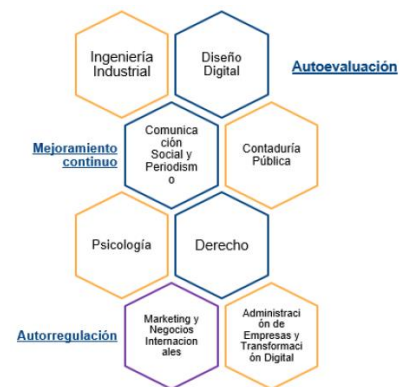 Ingeniería
Industrial
Diseño
Digital
Autoevaluación
Mejoramiento
continuo
Comunica
ción
Social y
Periodism
o
Contaduría
Pública
Psicología
Derecho
Autorregulación
Marketing y
Negocios
Internacion
ales
Administraci
ón de
Empresas y
Transformaci
ón Digital